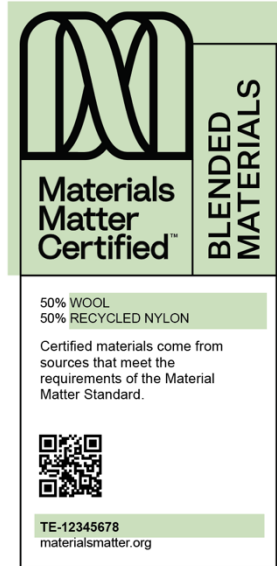 Materials
Matter
Certified™
BLENDED
MATERIALS
50% WOOL
50% RECYCLED NYLON
Certified materials come from
sources that meet the
requirements of the Material
Matter Standard.
TE-12345678
materialsmatter.org